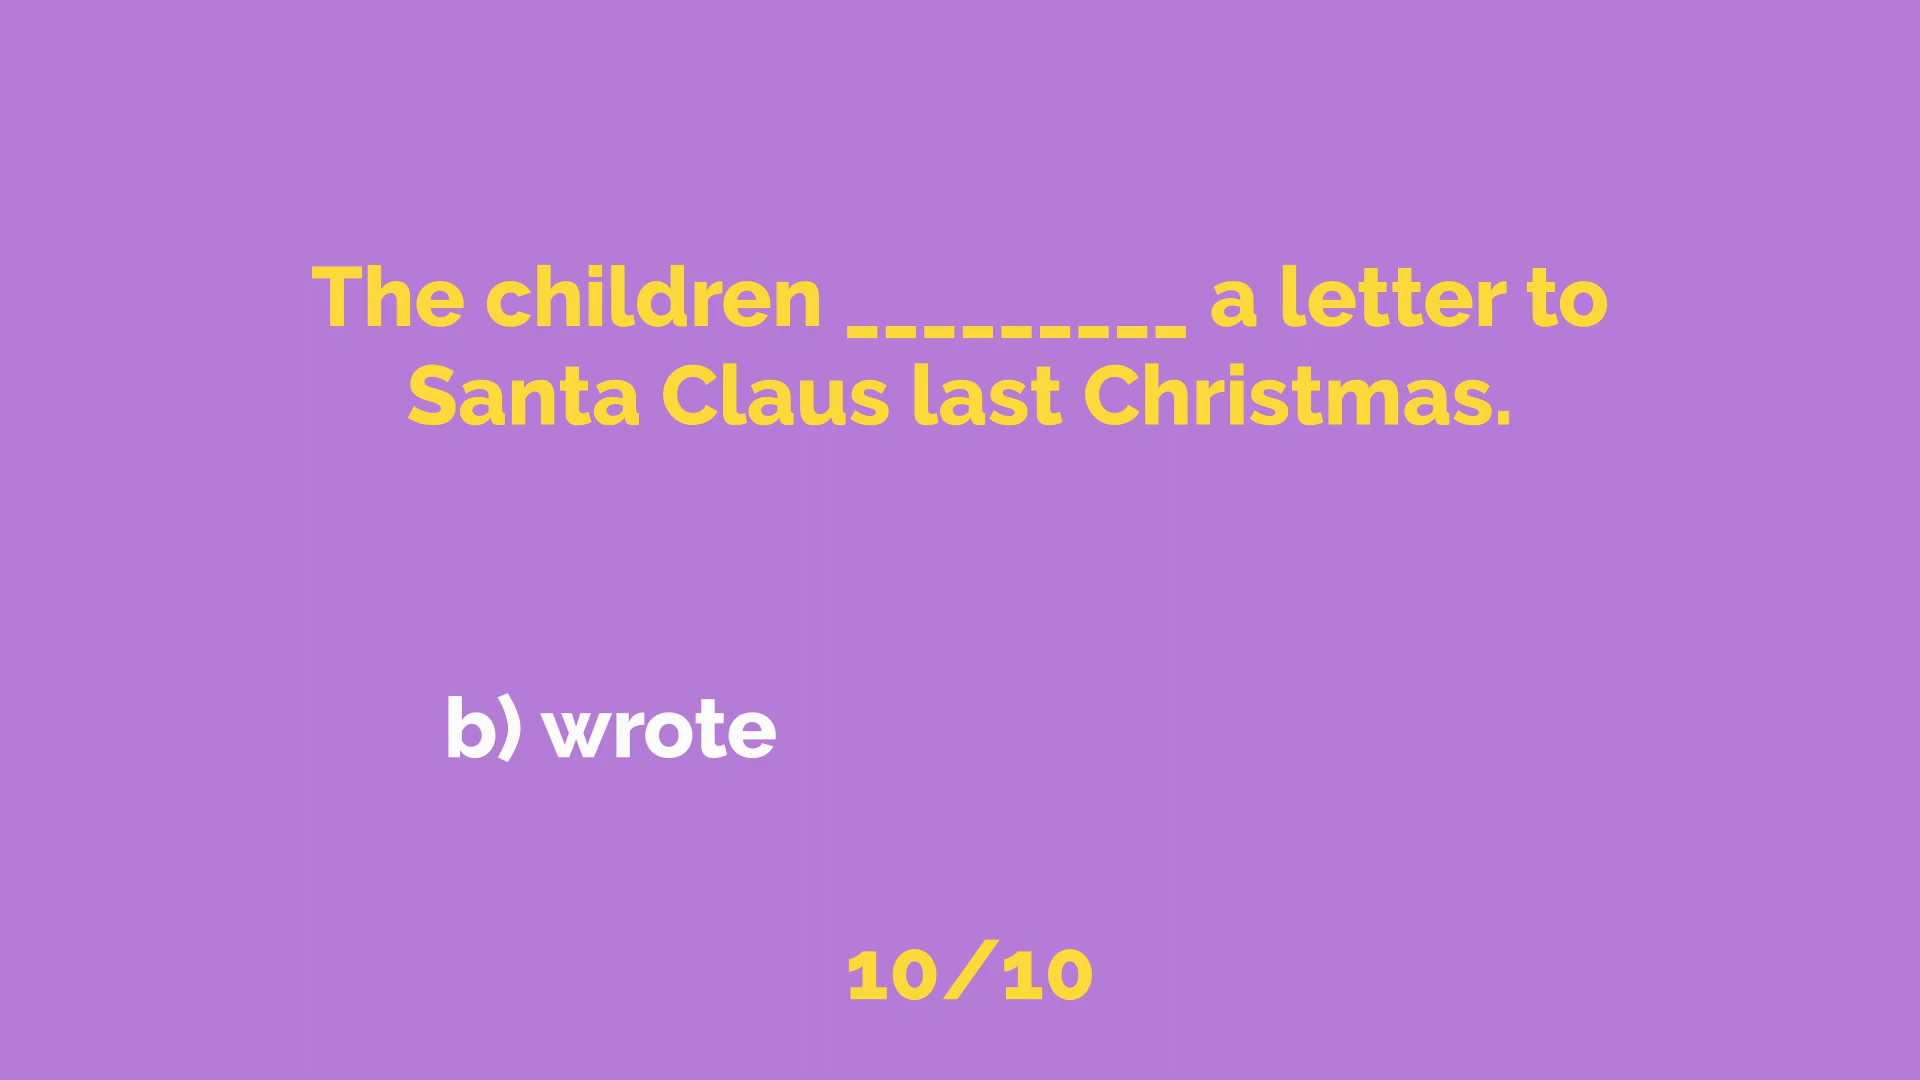 The children _________ a letter to
Santa Claus last Christmas.
b) wrote
10/10